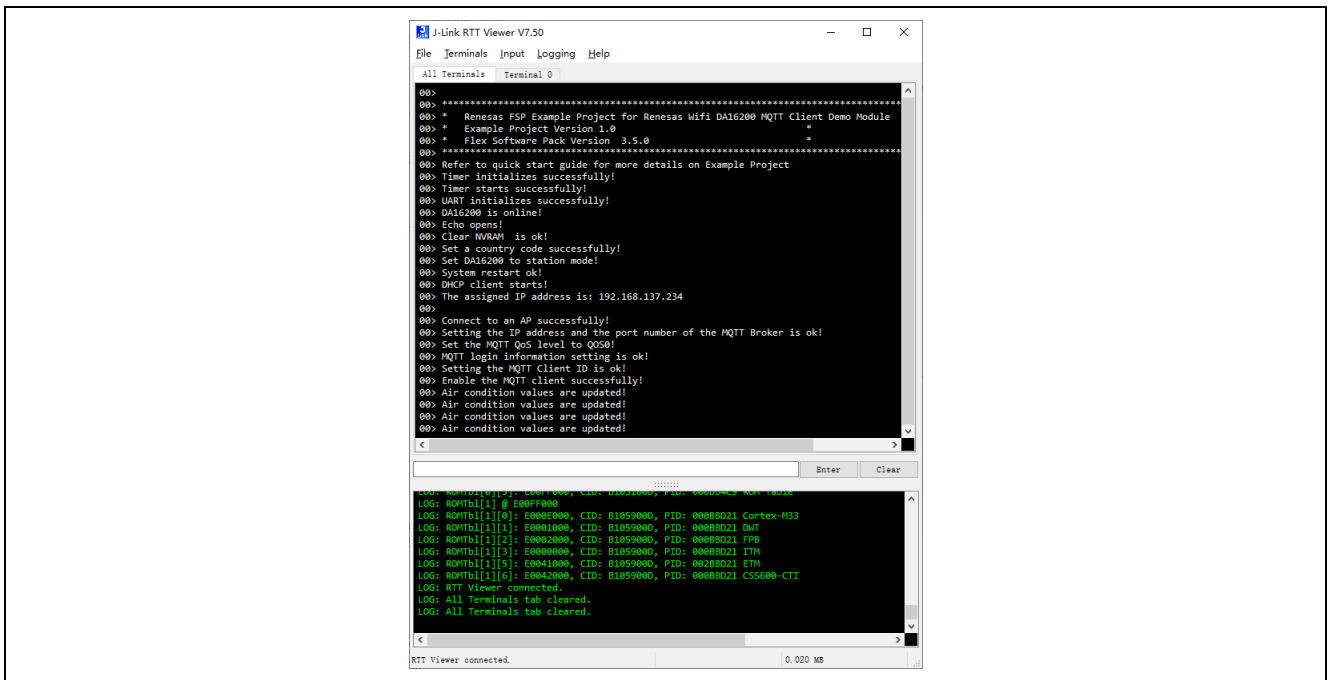 J-Link RTT Viewer V7.50
File Terminals Input Logging Help
All Terminals Terminal 0
00>
00> *******************************************************************************
00> *   Renesas FSP Example Project for Renesas Wifi DA16200 MQTT Client Demo Module
00> *   Example Project Version 1.0                                     *
00> *   Flex Software Pack Version  3.5.0                               *
00> *******************************************************************************
00> Refer to quick start guide for more details on Example Project
00> Timer initializes successfully!
00> Timer starts successfully!
00> UART initializes successfully!
00> DA16200 is online!
00> Echo opens!
00> Clear NVRAM  is ok!
00> Set a country code successfully!
00> Set DA16200 to station mode!
00> System restart ok!
00> DHCP client starts!
00> The assigned IP address is: 192.168.137.234
00>
00> Connect to an AP successfully!
00> Setting the IP address and the port number of the MQTT Broker is ok!
00> Set the MQTT QoS level to QOS0!
00> MQTT login information setting is ok!
00> Setting the MQTT Client ID is ok!
00> Enable the MQTT client successfully!
00> Air condition values are updated!
00> Air condition values are updated!
00> Air condition values are updated!
00> Air condition values are updated!
Enter Clear
LOG: ROMTbl[0][5]: E00FF000, CID: B105100D, PID: 000BB4C9 ROM Table
LOG: ROMTbl[1] @ E00FF000
LOG: ROMTbl[1][0]: E000E000, CID: B105900D, PID: 000BBD21 Cortex-M33
LOG: ROMTbl[1][1]: E0001000, CID: B105900D, PID: 000BBD21 DWT
LOG: ROMTbl[1][2]: E0002000, CID: B105900D, PID: 000BBD21 FPB
LOG: ROMTbl[1][3]: E0000000, CID: B105900D, PID: 000BBD21 ITM
LOG: ROMTbl[1][5]: E0041000, CID: B105900D, PID: 002BBD21 ETM
LOG: ROMTbl[1][6]: E0042000, CID: B105900D, PID: 000BBD21 CSS600-CTI
LOG: RTT Viewer connected.
LOG: All Terminals tab cleared.
LOG: All Terminals tab cleared.
RTT Viewer connected. 0.020 MB